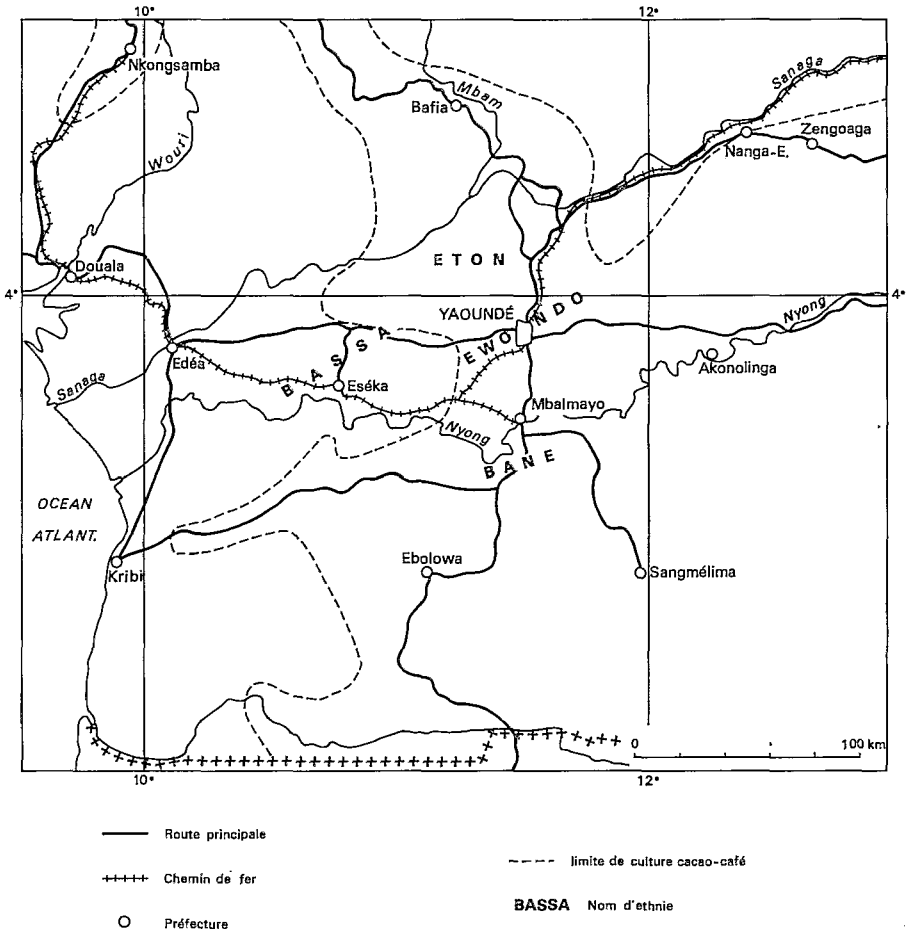 10°
12°
Nkongsamba
Sanaga
Mbam
Bafia
Zengoaga
Nanga-E.
Wouri
ETON
Douala
4°
4°
YAOUNDÉ
Nyong
EWONDO
BASSA
Edéa
Akonolinga
Sanaga
Eséka
Mbalmayo
Nyong
BANE
OCEAN
ATLANT.
Ebolowa
Kribi
Sangmélima
0 100 km
10°
12°
Route principale
limite de culture cacao-café
Chemin de fer
BASSA Nom d'ethnie
Préfecture